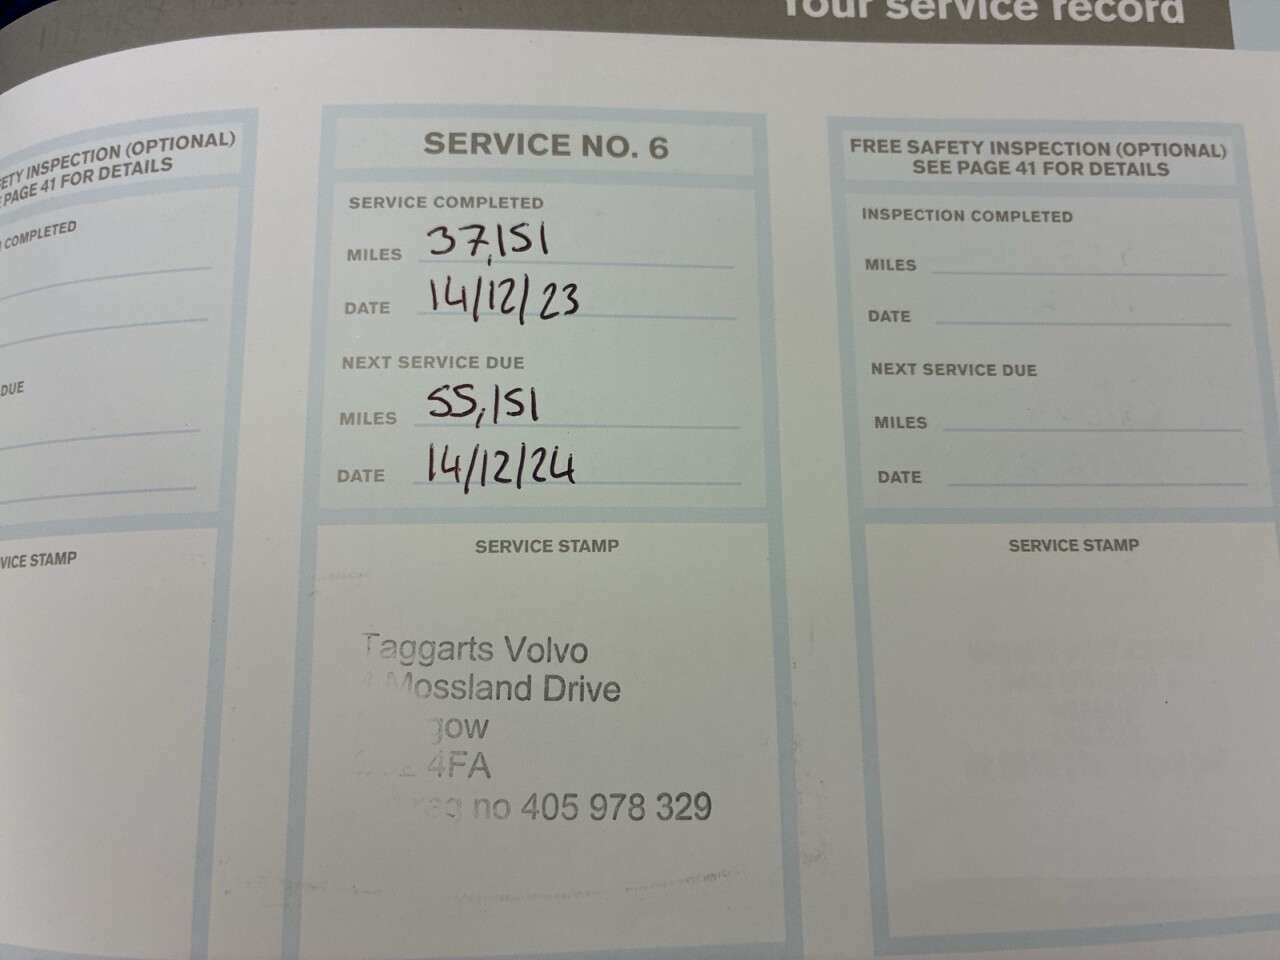 Your service record
ETY INSPECTION (OPTIONAL)
PAGE 41 FOR DETAILS
COMPLETED
DUE
VICE STAMP
SERVICE NO. 6
SERVICE COMPLETED
MILES 37,151
DATE 14/12/23
NEXT SERVICE DUE
MILES 55,151
DATE 14/12/24
SERVICE STAMP
Taggarts Volvo
Mossland Drive
gow
4FA
reg no 405 978 329
FREE SAFETY INSPECTION (OPTIONAL)
SEE PAGE 41 FOR DETAILS
INSPECTION COMPLETED
MILES
DATE
NEXT SERVICE DUE
MILES
DATE
SERVICE STAMP